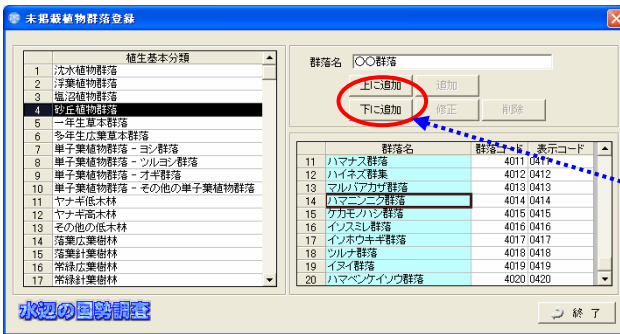 未掲載植物群落登録
植生基本分類
1 沈水植物群落
2 浮葉植物群落
3 塩沼植物群落
4 砂丘植物群落
5 一年生草本群落
6 多年生広葉草本群落
7 単子葉植物群落 - ヨシ群落
8 単子葉植物群落 - ツルヨシ群落
9 単子葉植物群落 - オギ群落
10 単子葉植物群落 - その他の単子葉植物群落
11 ヤナギ低木林
12 ヤナギ高木林
13 その他の低木林
14 落葉広葉樹林
15 落葉針葉樹林
16 常緑広葉樹林
17 常緑針葉樹林
群落名 〇〇群落
上に追加 追加
下に追加 修正 削除
群落名 群落コード 表示コード
11 ハマナス群落 4011 0411
12 ハイネズ群集 4012 0412
13 マルバアカザ群落 4013 0413
14 ハマニンニク群落 4014 0414
15 ケカモノハシ群落 4015 0415
16 イソスミレ群落 4016 0416
17 イソホウキギ群落 4017 0417
18 ツルナ群落 4018 0418
19 イヌイ群落 4019 0419
20 ハマベンケイソウ群落 4020 0420
水辺の国勢調査
終 了